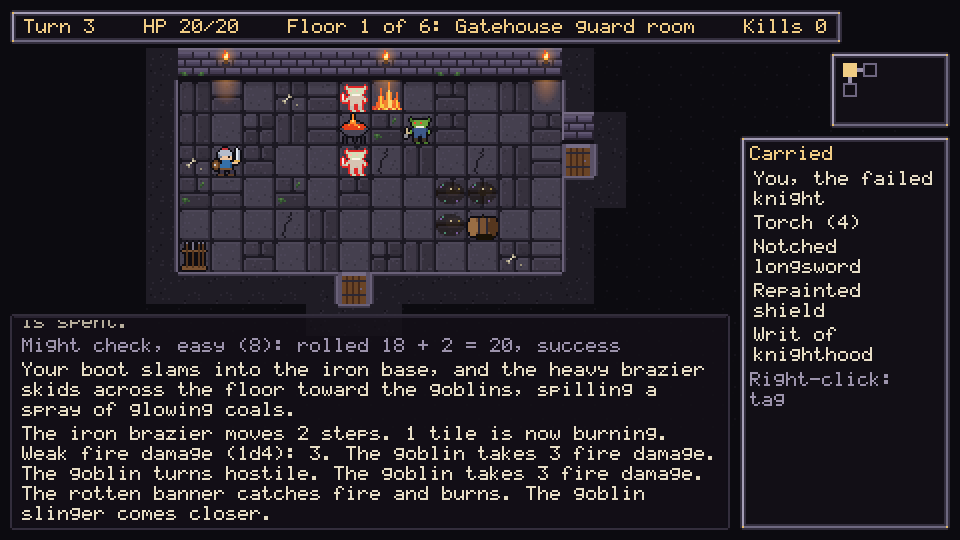 Turn 3 HP 20/20 Floor 1 of 6: Gatehouse guard room Kills 0
Carried
You, the failed
knight
Torch (4)
Notched
longsword
Repainted
shield
Writ of
knighthood
Right-click:
tag
is spent.
Might check, easy (8): rolled 18 + 2 = 20, success
Your boot slams into the iron base, and the heavy brazier
skids across the floor toward the goblins, spilling a
spray of glowing coals.
The iron brazier moves 2 steps. 1 tile is now burning.
Weak fire damage (1d4): 3. The goblin takes 3 fire damage.
The goblin turns hostile. The goblin takes 3 fire damage.
The rotten banner catches fire and burns. The goblin
slinger comes closer.